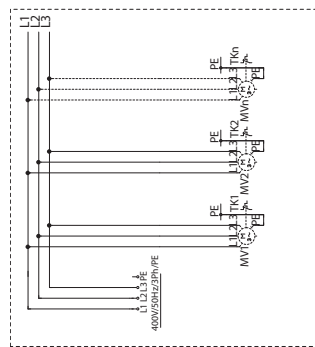 L1
L2
L3
PE
L1 L2 L3 TKn
PE
MVn
PE
L1 L2 L3 TK2
PE
MV2
PE
L1 L2 L3 TK1
PE
MV1
L1 L2 L3 PE
400V/50Hz/3Ph/PE